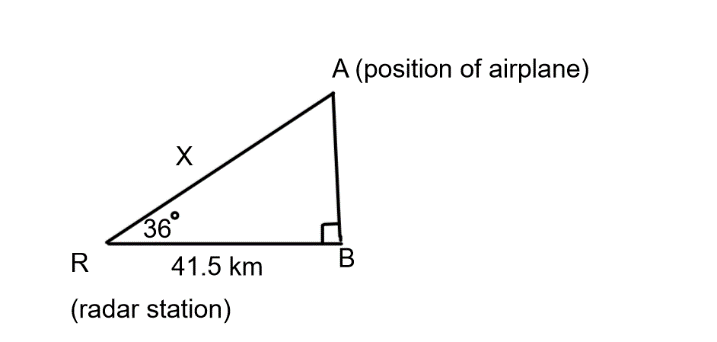 A (position of airplane)
X
36°
R
41.5 km
B
(radar station)